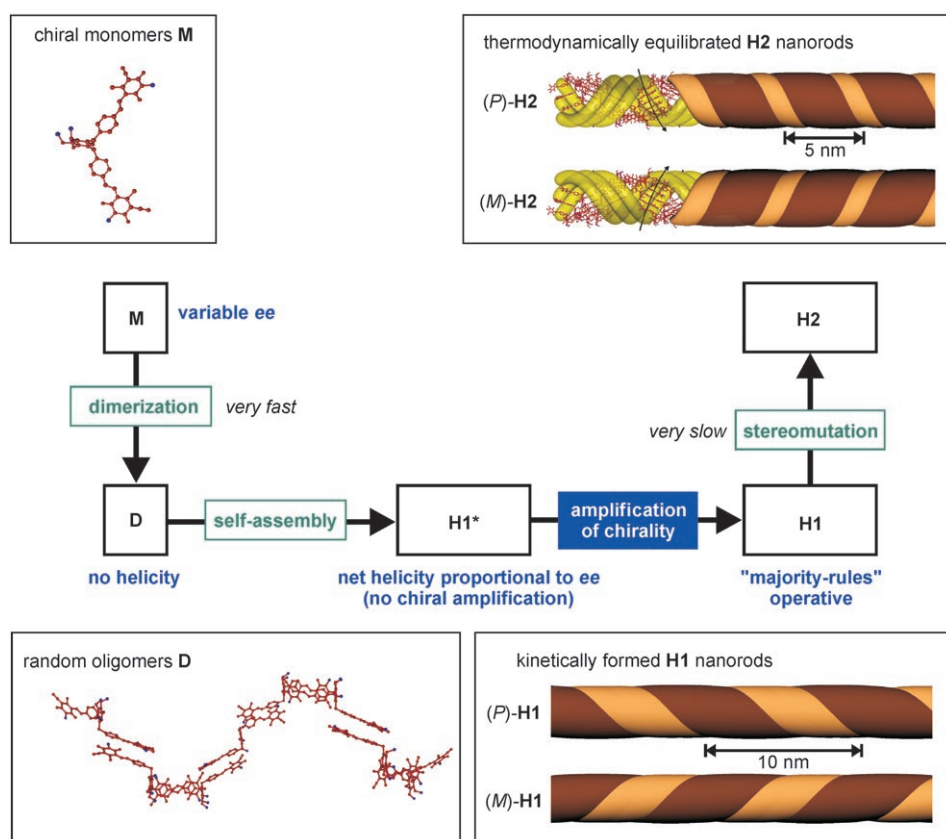 chiral monomers M
thermodynamically equilibrated H2 nanorods
(P)-H2
5 nm
(M)-H2
M
variable ee
dimerization
very fast
D
no helicity
self-assembly
H1*
net helicity proportional to ee
(no chiral amplification)
amplification
of chirality
H2
very slow
stereomutation
H1
"majority-rules"
operative
random oligomers D
kinetically formed H1 nanorods
(P)-H1
10 nm
(M)-H1